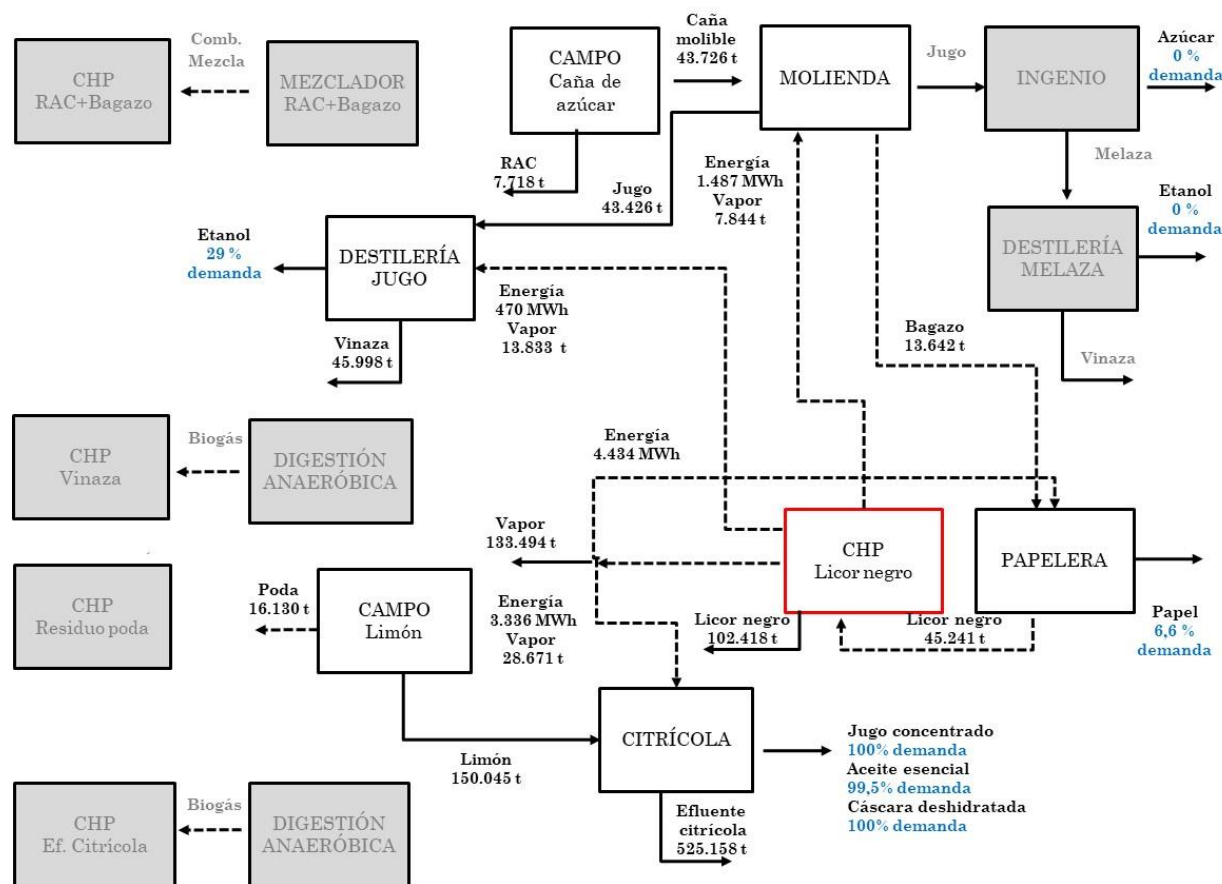 Comb.
Mezcla
CHP
RAC+Bagazo
MEZCLADOR
RAC+Bagazo
CAMPO
Caña de
azúcar
Caña
molible
43.726 t
MOLIENDA
Jugo
INGENIO
Azúcar
0 %
demanda
RAC
7.718 t
Jugo
43.426 t
Energía
1.487 MWh
Vapor
7.844 t
Melaza
Etanol
0 %
demanda
DESTILERÍA
MELAZA
Vinaza
Etanol
29 %
demanda
DESTILERÍA
JUGO
Energía
470 MWh
Vapor
13.833 t
Vinaza
45.998 t
Bagazo
13.642 t
CHP
Vinaza
Biogás
DIGESTIÓN
ANAERÓBICA
Energía
4.434 MWh
Vapor
133.494 t
CHP
Licor negro
PAPELERA
Papel
6,6 %
demanda
CHP
Residuo poda
Poda
16.130 t
CAMPO
Limón
Energía
3.336 MWh
Vapor
28.671 t
Licor negro
102.418 t
Licor negro
45.241 t
Limón
150.045 t
CITRÍCOLA
Jugo concentrado
100% demanda
Aceite esencial
99,5% demanda
Cáscara deshidratada
100% demanda
Efluente
citrícola
525.158 t
CHP
Ef. Citrícola
Biogás
DIGESTIÓN
ANAERÓBICA